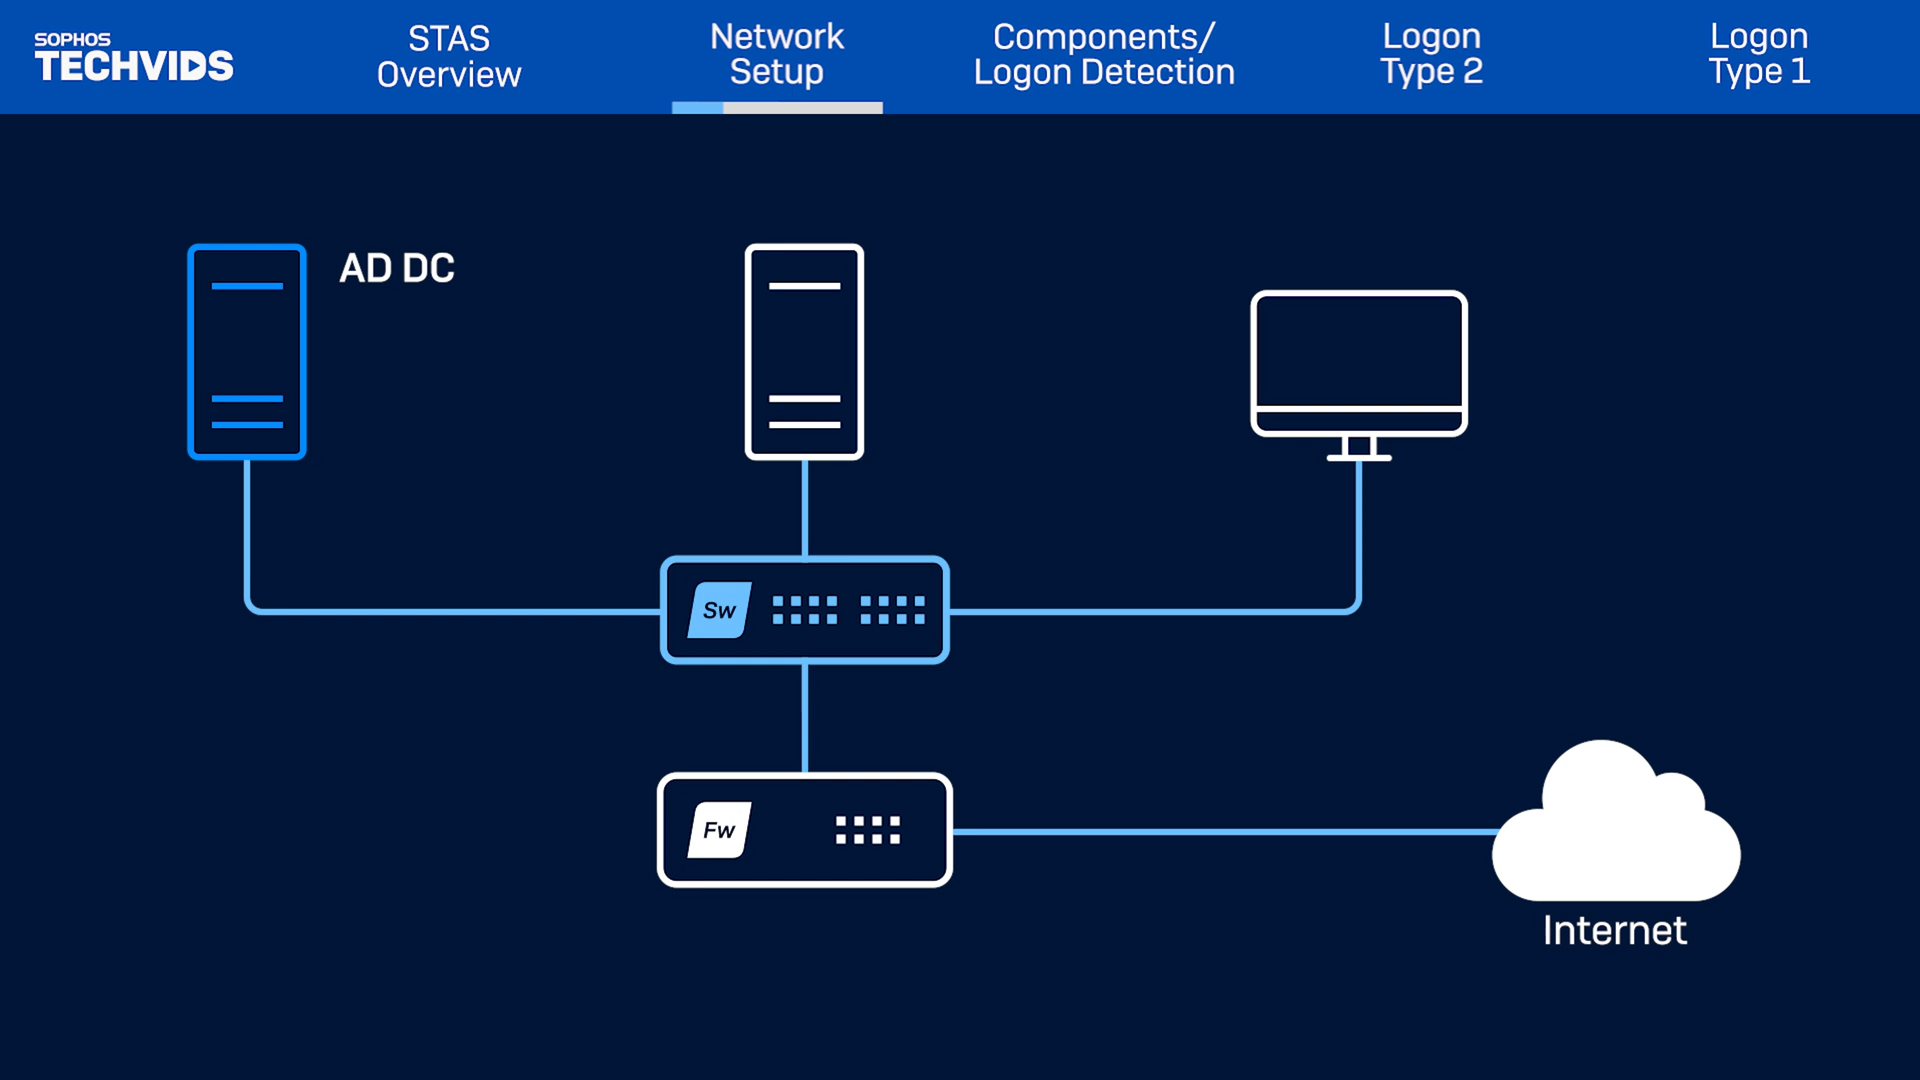 SOPHOS
TECHVIDS
STAS
Overview
Network
Setup
Components/
Logon Detection
Logon
Type 2
Logon
Type 1
AD DC
Sw
Fw
Internet